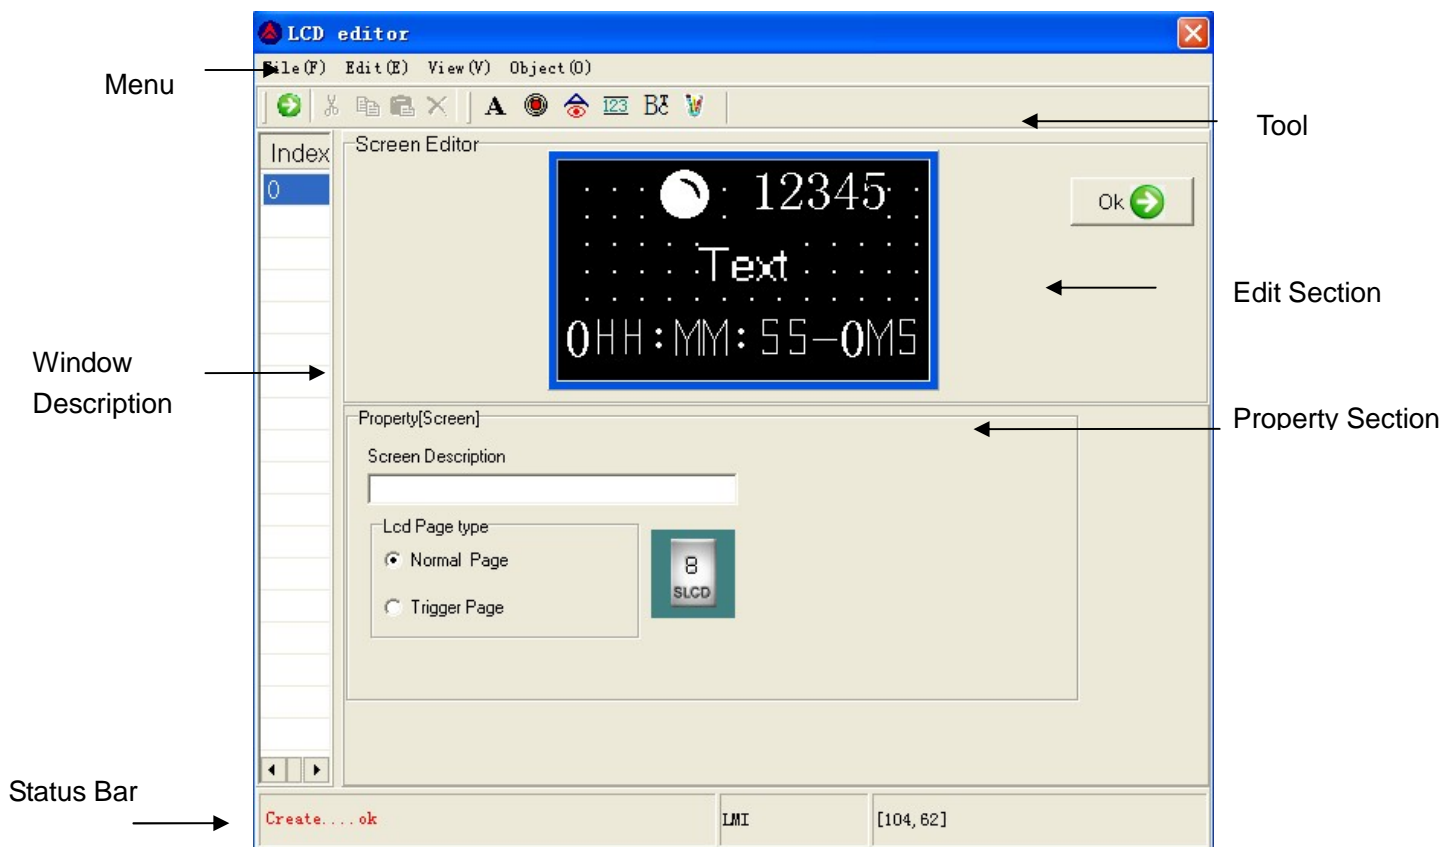 LCD editor
Menu
File(F) Edit(E) View(V) Object(O)
A 123
Tool
Index
Screen Editor
0
12345
Ok
Text
Edit Section
0HH:MM:SS-0MS
Window
Description
Property[Screen]
Property Section
Screen Description
Lcd Page type
Normal Page
8
SLCD
Trigger Page
Status Bar
Create....ok
LMI
[104,62]